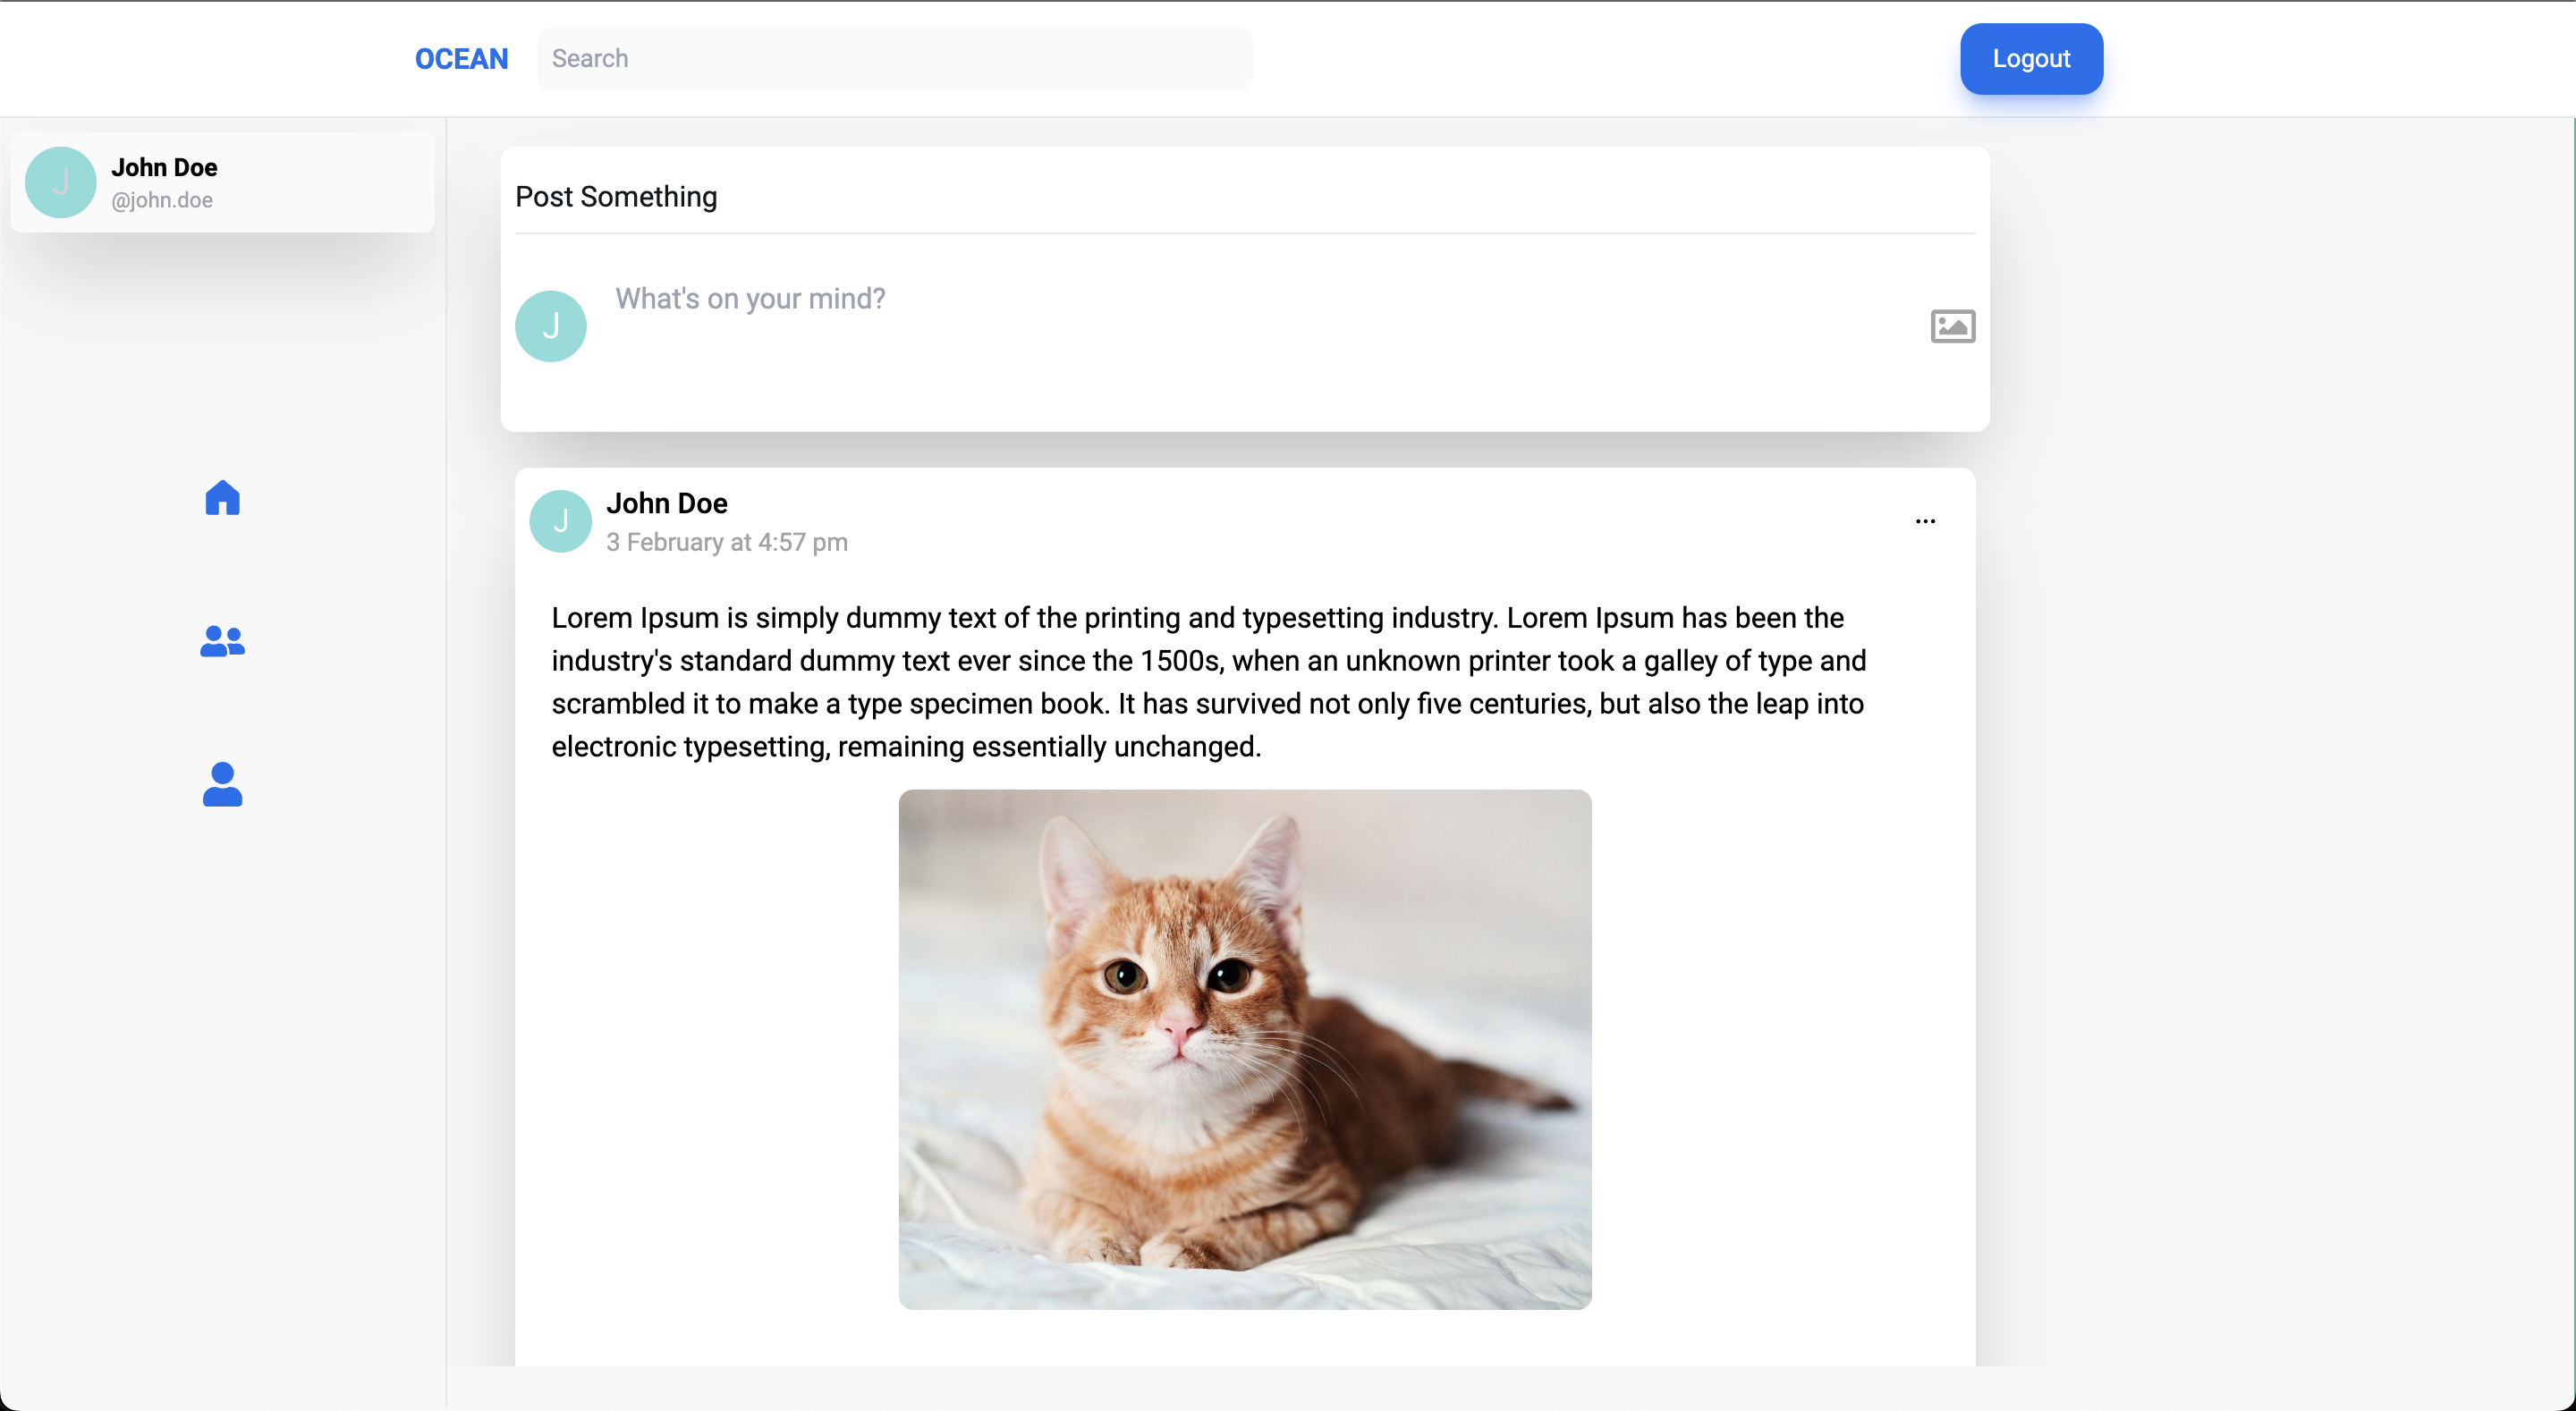 OCEAN
Search
Logout
J
John Doe
@john.doe
Post Something
J
What's on your mind?
J
John Doe
3 February at 4:57 pm
...
Lorem Ipsum is simply dummy text of the printing and typesetting industry. Lorem Ipsum has been the
industry's standard dummy text ever since the 1500s, when an unknown printer took a galley of type and
scrambled it to make a type specimen book. It has survived not only five centuries, but also the leap into
electronic typesetting, remaining essentially unchanged.